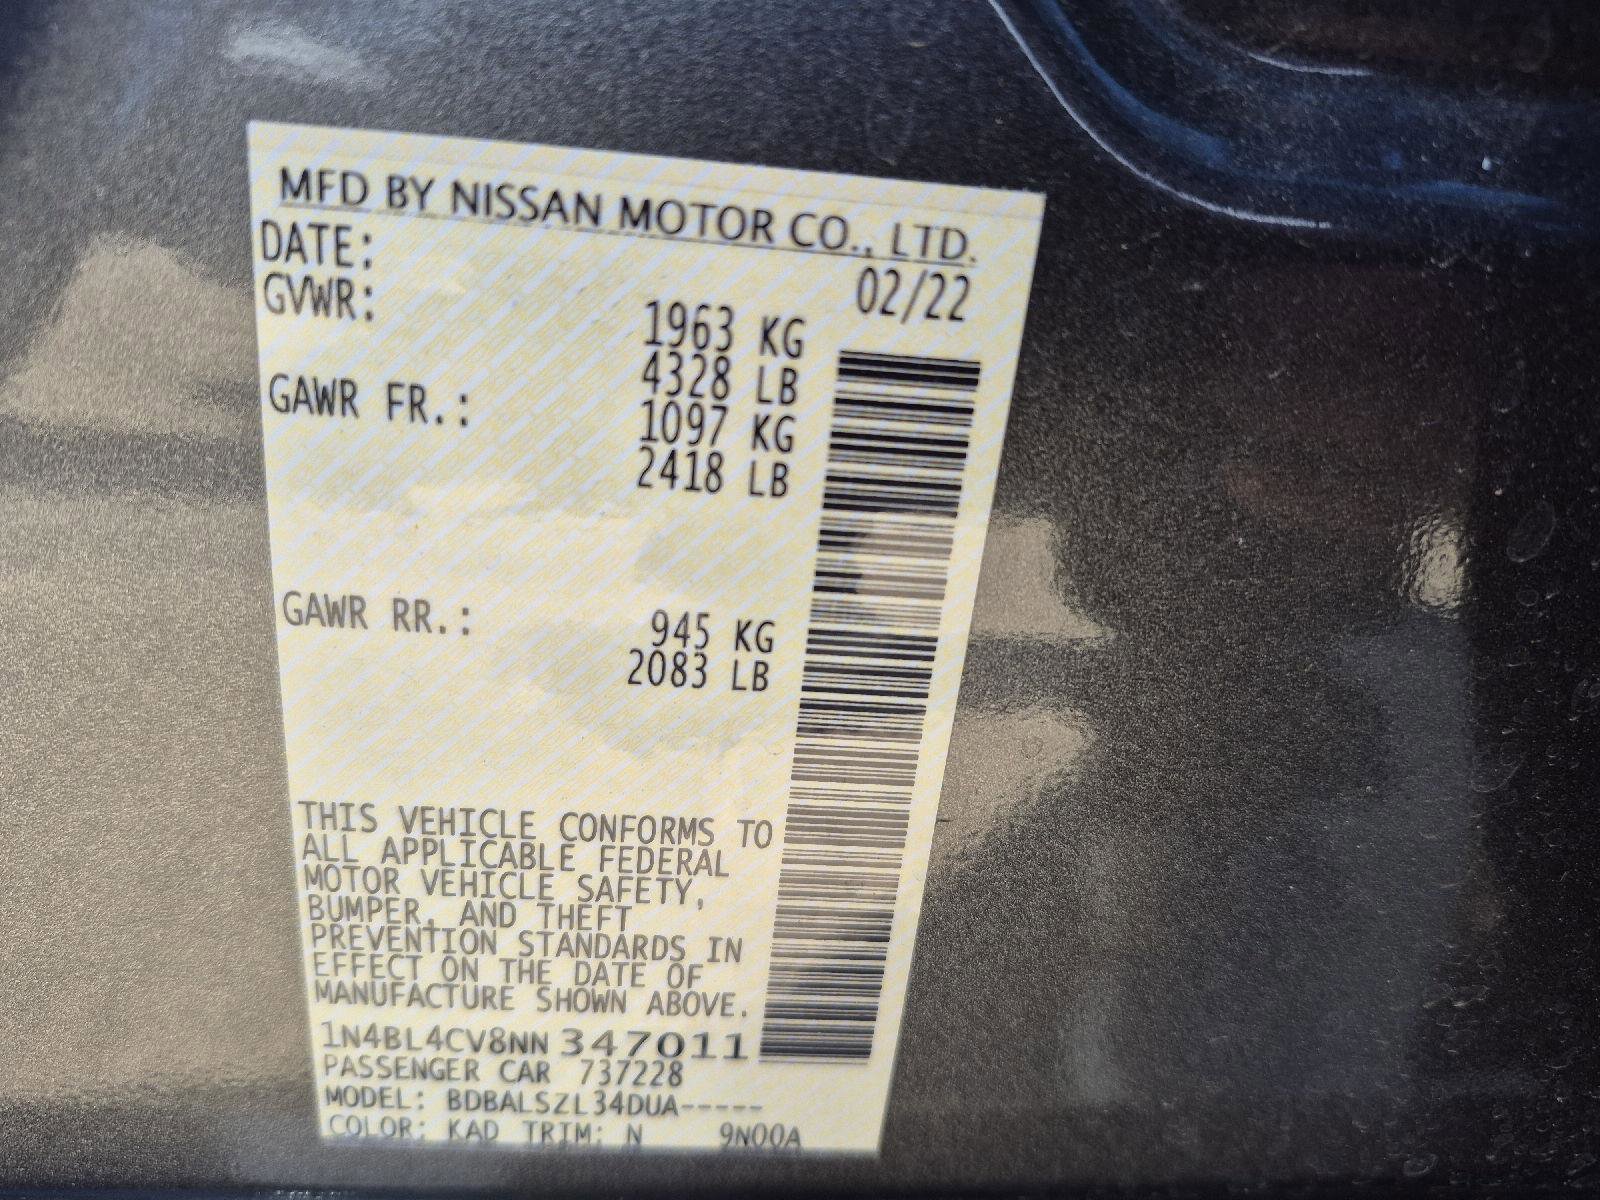 MFD BY NISSAN MOTOR CO., LTD.
DATE: 02/22
GVWR: 1963 KG
4328 LB
GAWR FR.: 1097 KG
2418 LB
GAWR RR.: 945 KG
2083 LB
THIS VEHICLE CONFORMS TO
ALL APPLICABLE FEDERAL
MOTOR VEHICLE SAFETY,
BUMPER, AND THEFT
PREVENTION STANDARDS IN
EFFECT ON THE DATE OF
MANUFACTURE SHOWN ABOVE.
1N4BL4CV8NN 347011
PASSENGER CAR 737228
MODEL: BDBALSZL34DUA-----
COLOR: KAD TRIM: N 9N00A